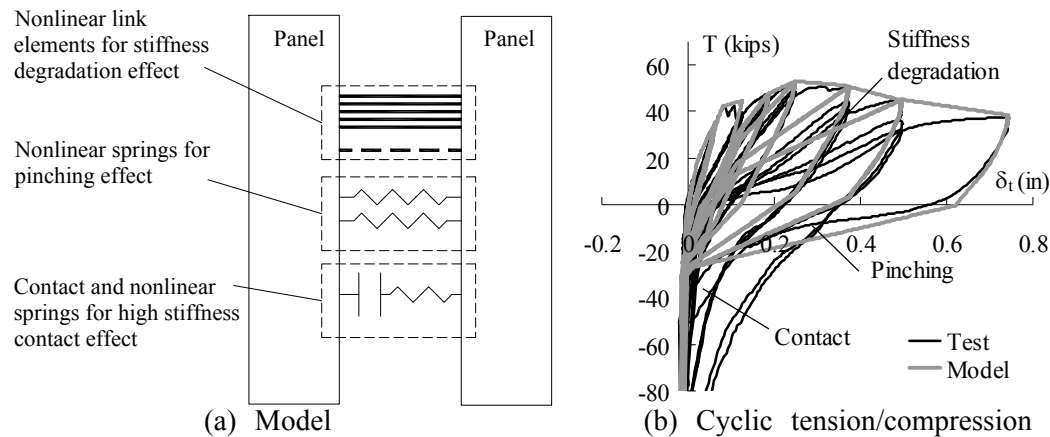 Nonlinear link
elements for stiffness
degradation effect
Nonlinear springs for
pinching effect
Contact and nonlinear
springs for high stiffness
contact effect
Panel
Panel
(a) Model
T (kips)
Stiffness
degradation
60
40
20
0
-20
-40
-60
-80
-0.2
0
0.2
0.4
0.6
0.8
δt (in)
Pinching
Contact
Test
Model
(b) Cyclic tension/compression